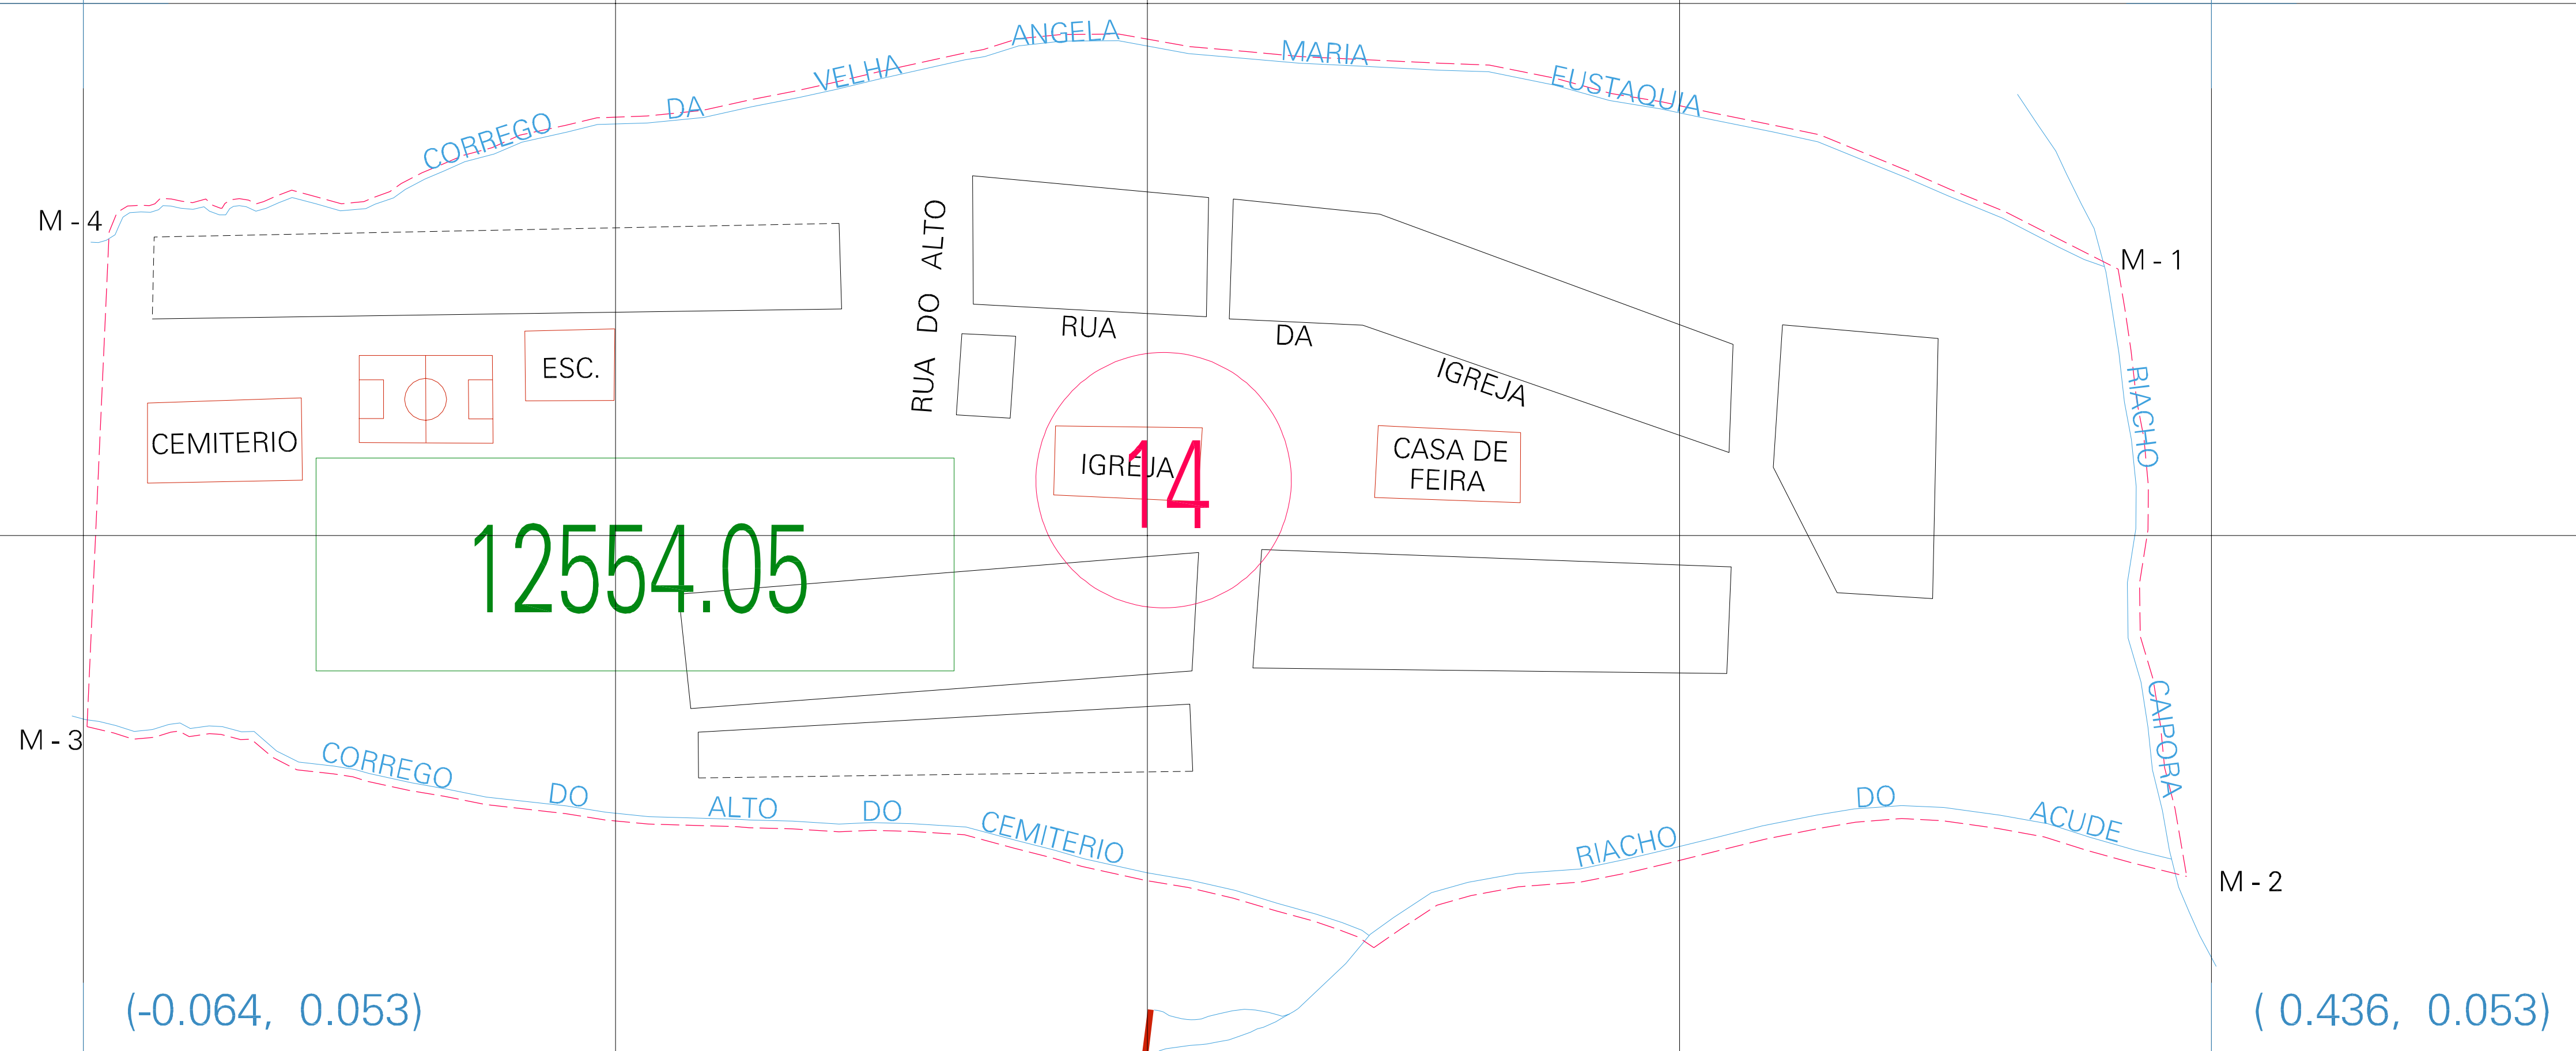 CORREGO DA VELHA ANGELA MARIA EUSTAQUIA
M - 4
M - 1
RUA DO ALTO
RUA DA IGREJA
ESC.
CEMITERIO
IGREJA
14
CASA DE
FEIRA
RIACHO CAIPORA
12554.05
M - 3
CORREGO DO ALTO DO CEMITERIO
RIACHO DO ACUDE
M - 2
(-0.064, 0.053)
( 0.436, 0.053)